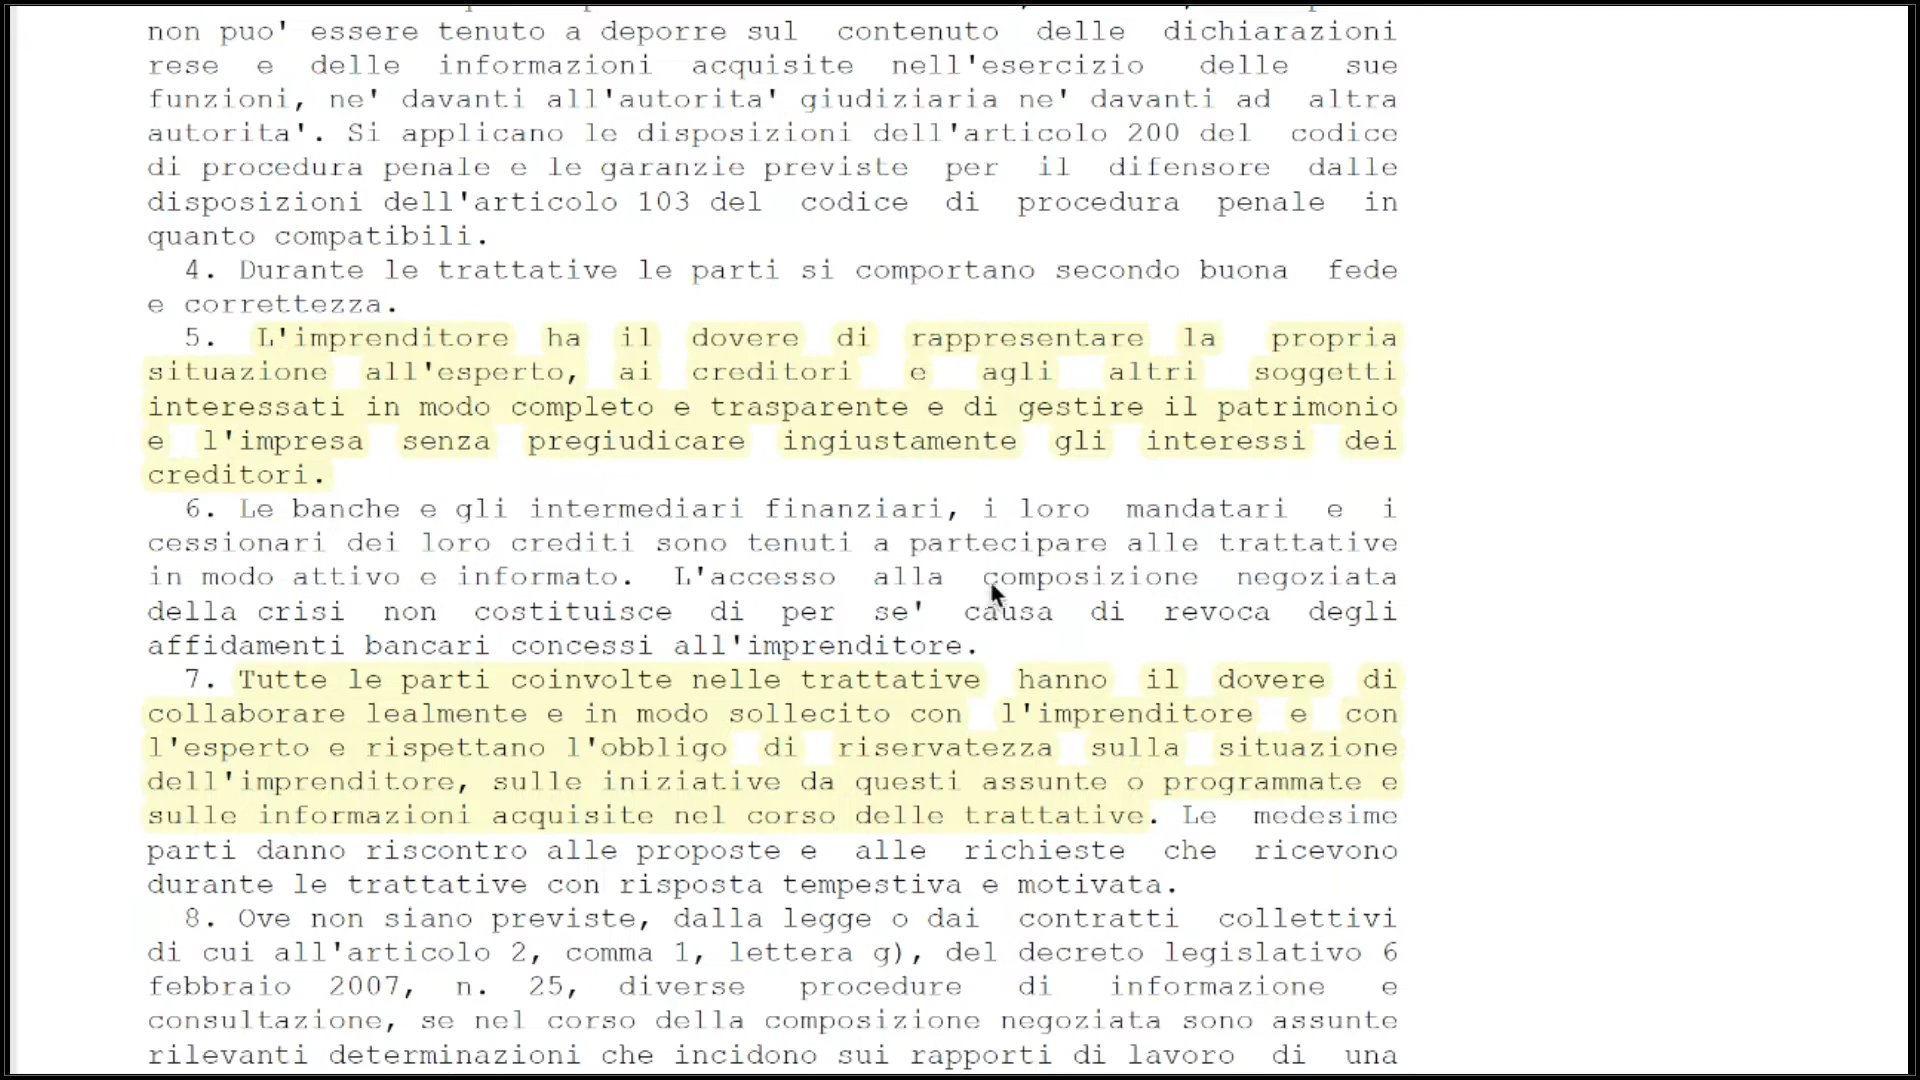 non puo' essere tenuto a deporre sul contenuto delle dichiarazioni
rese e delle informazioni acquisite nell'esercizio delle sue
funzioni, ne' davanti all'autorita' giudiziaria ne' davanti ad altra
autorita'. Si applicano le disposizioni dell'articolo 200 del codice
di procedura penale e le garanzie previste per il difensore dalle
disposizioni dell'articolo 103 del codice di procedura penale in
quanto compatibili.
4. Durante le trattative le parti si comportano secondo buona fede
e correttezza.
5. L'imprenditore ha il dovere di rappresentare la propria
situazione all'esperto, ai creditori e agli altri soggetti
interessati in modo completo e trasparente e di gestire il patrimonio
e l'impresa senza pregiudicare ingiustamente gli interessi dei
creditori.
6. Le banche e gli intermediari finanziari, i loro mandatari e i
cessionari dei loro crediti sono tenuti a partecipare alle trattative
in modo attivo e informato. L'accesso alla composizione negoziata
della crisi non costituisce di per se' causa di revoca degli
affidamenti bancari concessi all'imprenditore.
7. Tutte le parti coinvolte nelle trattative hanno il dovere di
collaborare lealmente e in modo sollecito con l'imprenditore e con
l'esperto e rispettano l'obbligo di riservatezza sulla situazione
dell'imprenditore, sulle iniziative da questi assunte o programmate e
sulle informazioni acquisite nel corso delle trattative. Le medesime
parti danno riscontro alle proposte e alle richieste che ricevono
durante le trattative con risposta tempestiva e motivata.
8. Ove non siano previste, dalla legge o dai contratti collettivi
di cui all'articolo 2, comma 1, lettera g), del decreto legislativo 6
febbraio 2007, n. 25, diverse procedure di informazione e
consultazione, se nel corso della composizione negoziata sono assunte
rilevanti determinazioni che incidono sui rapporti di lavoro di una